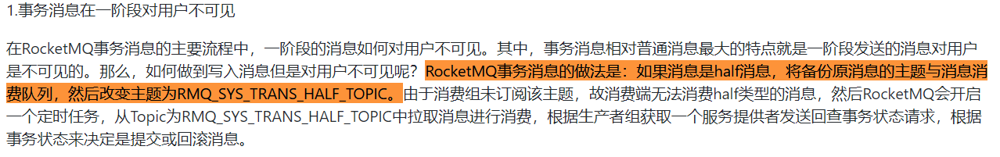 1.事务消息在一阶段对用户不可见
在RocketMQ事务消息的主要流程中，一阶段的消息如何对用户不可见。其中，事务消息相对普通消息最大的特点就是一阶段发送的消息对用户
是不可见的。那么，如何做到写入消息但是对用户不可见呢？RocketMQ事务消息的做法是：如果消息是half消息，将备份原消息的主题与消息消
费队列，然后改变主题为RMQ_SYS_TRANS_HALF_TOPIC。由于消费组未订阅该主题，故消费端无法消费half类型的消息，然后RocketMQ会开启
一个定时任务，从Topic为RMQ_SYS_TRANS_HALF_TOPIC中拉取消息进行消费，根据生产者组获取一个服务提供者发送回查事务状态请求，根据
事务状态来决定是提交或回滚消息。